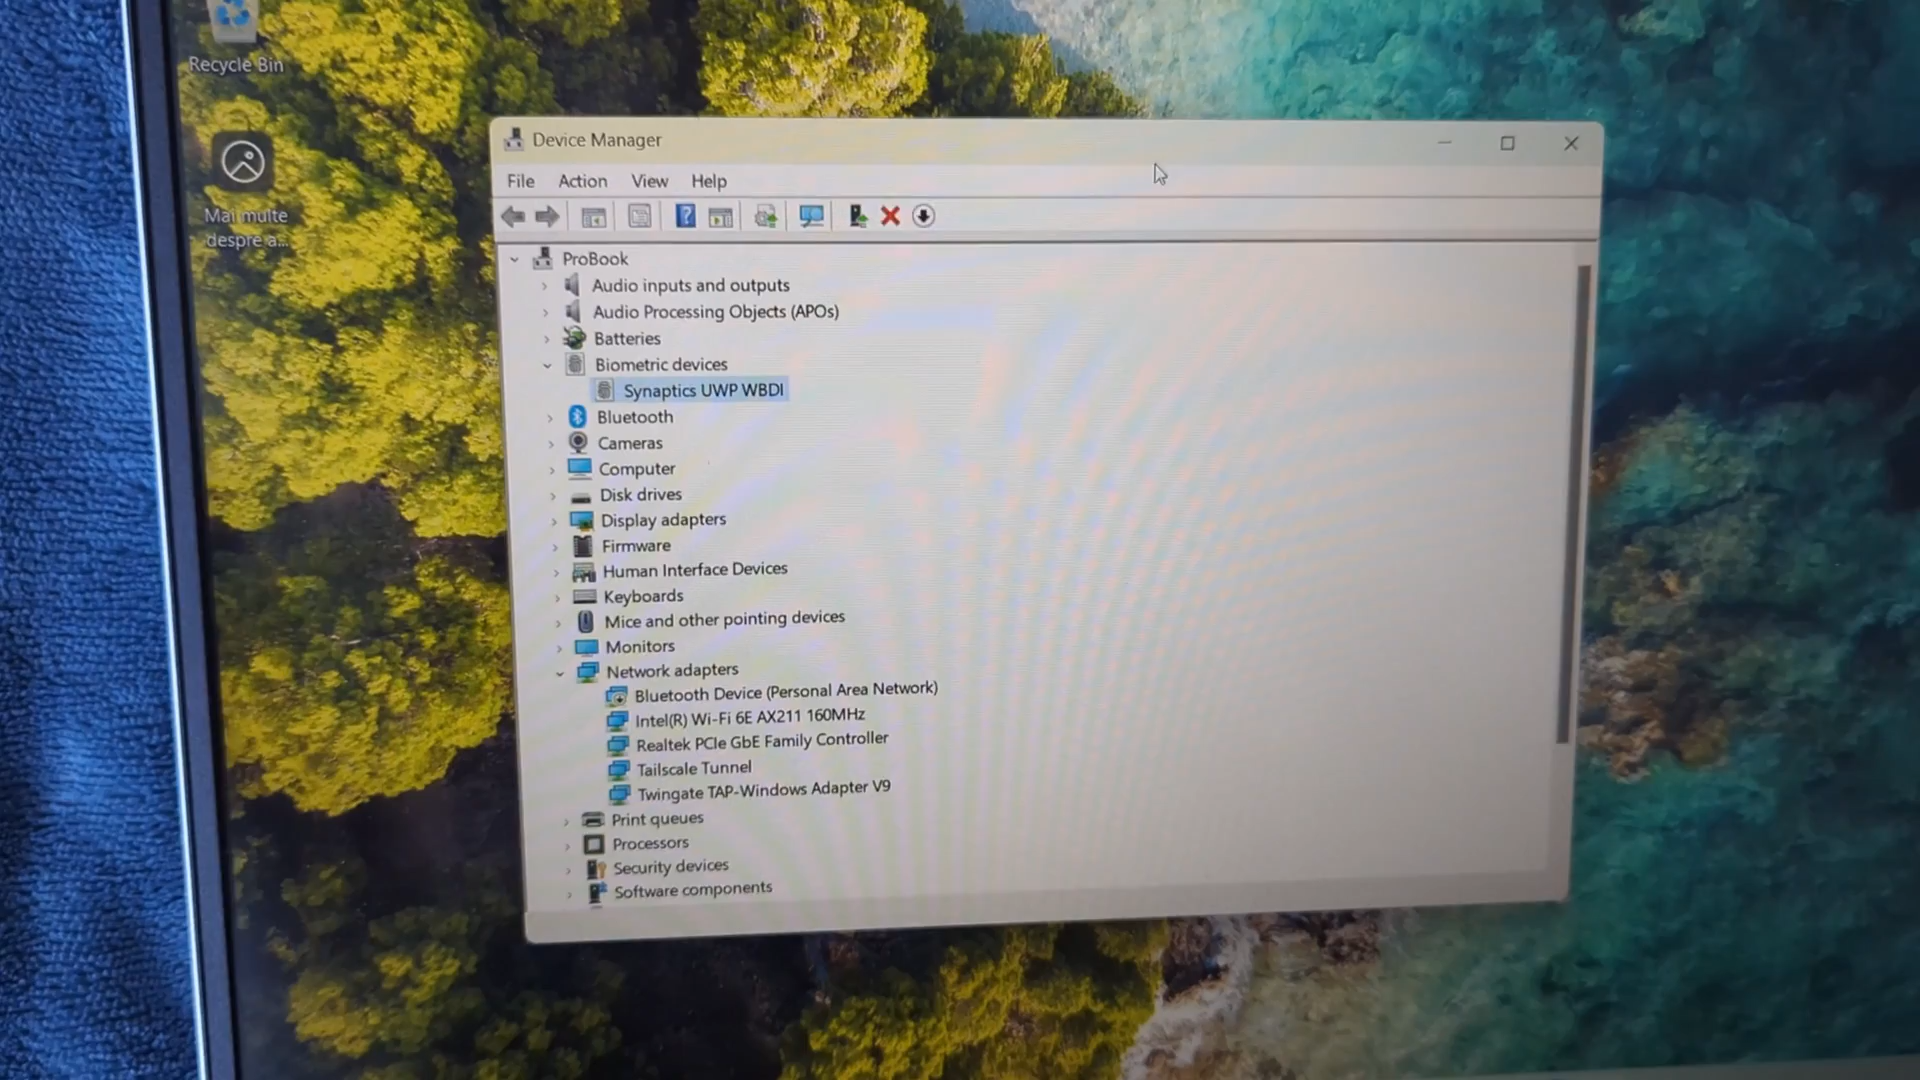 Recycle Bin
Mai multe
despre a...
Device Manager
File Action View Help
ProBook
Audio inputs and outputs
Audio Processing Objects (APOs)
Batteries
Biometric devices
Synaptics UWP WBDI
Bluetooth
Cameras
Computer
Disk drives
Display adapters
Firmware
Human Interface Devices
Keyboards
Mice and other pointing devices
Monitors
Network adapters
Bluetooth Device (Personal Area Network)
Intel(R) Wi-Fi 6E AX211 160MHz
Realtek PCIe GbE Family Controller
Tailscale Tunnel
Twingate TAP-Windows Adapter V9
Print queues
Processors
Security devices
Software components